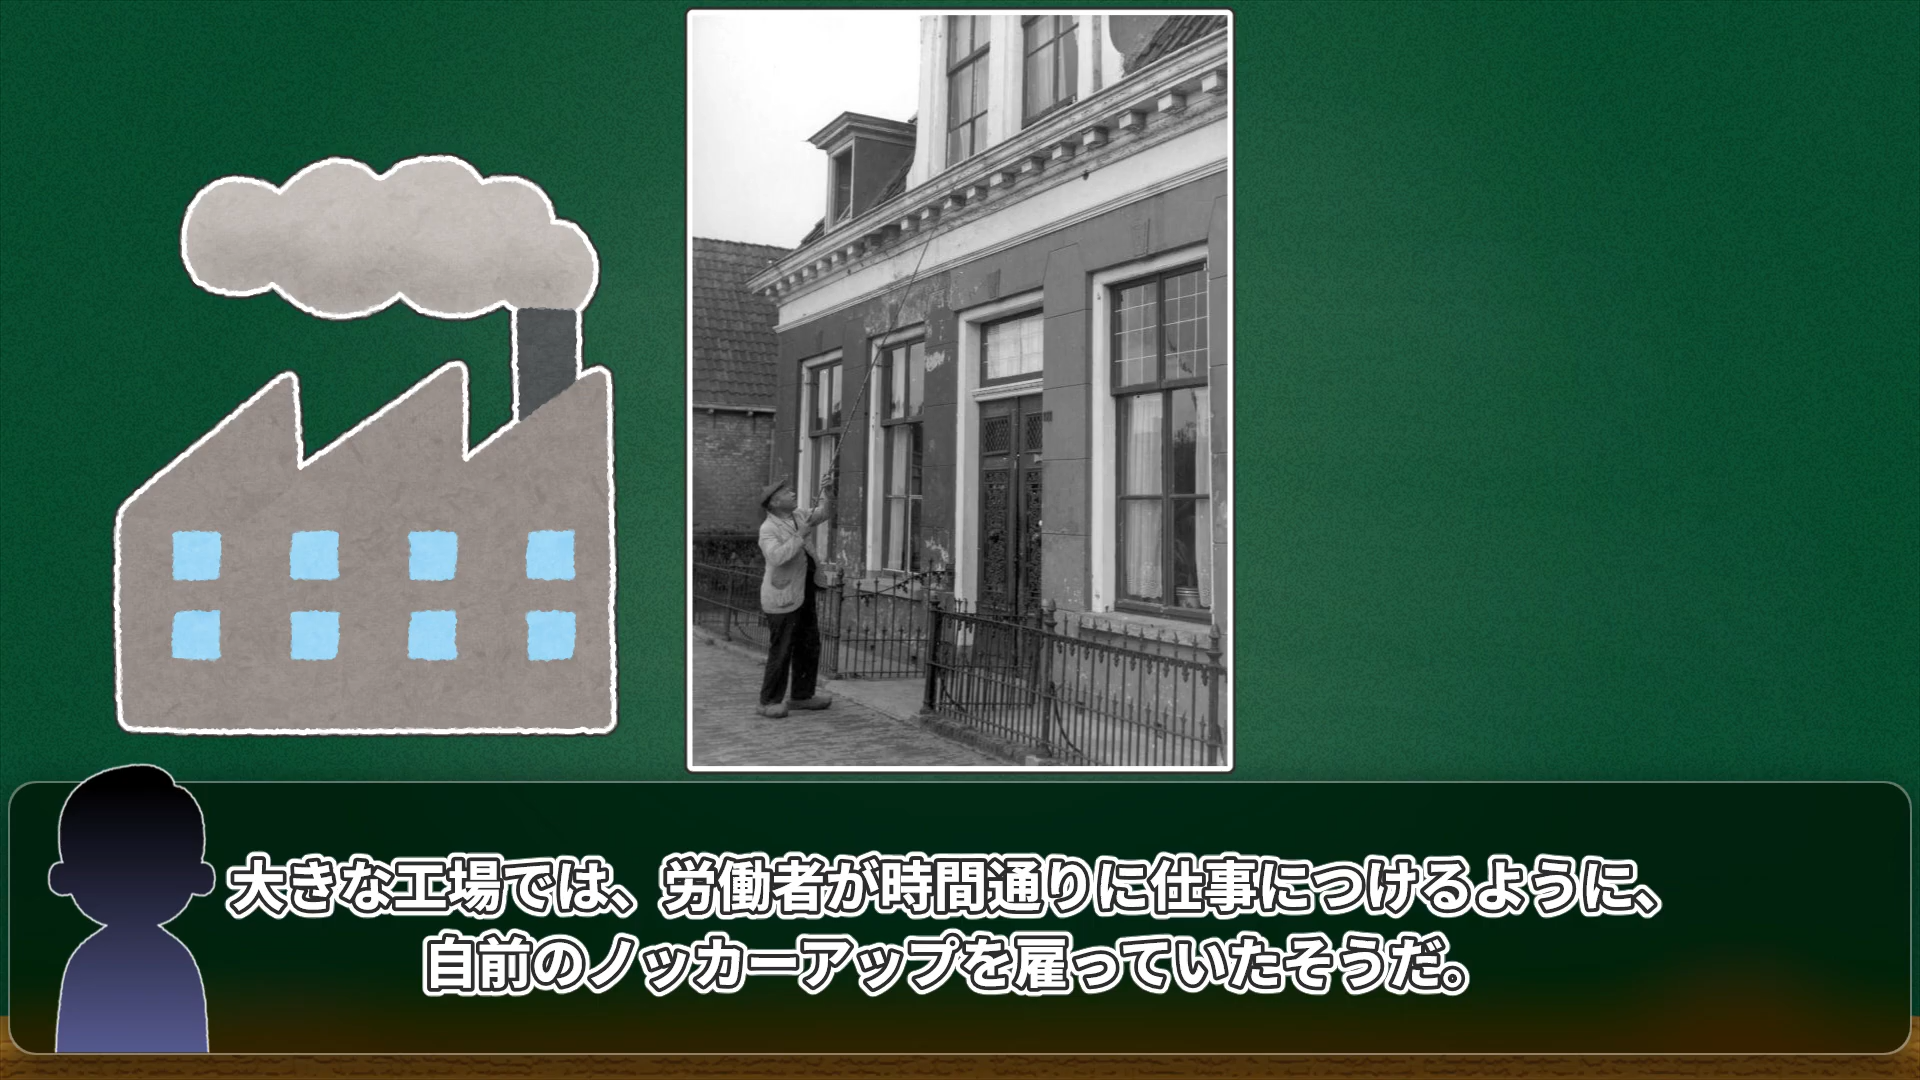 大きな工場では、労働者が時間通りに仕事につけるように、
自前のノッカーアップを雇っていたそうだ。